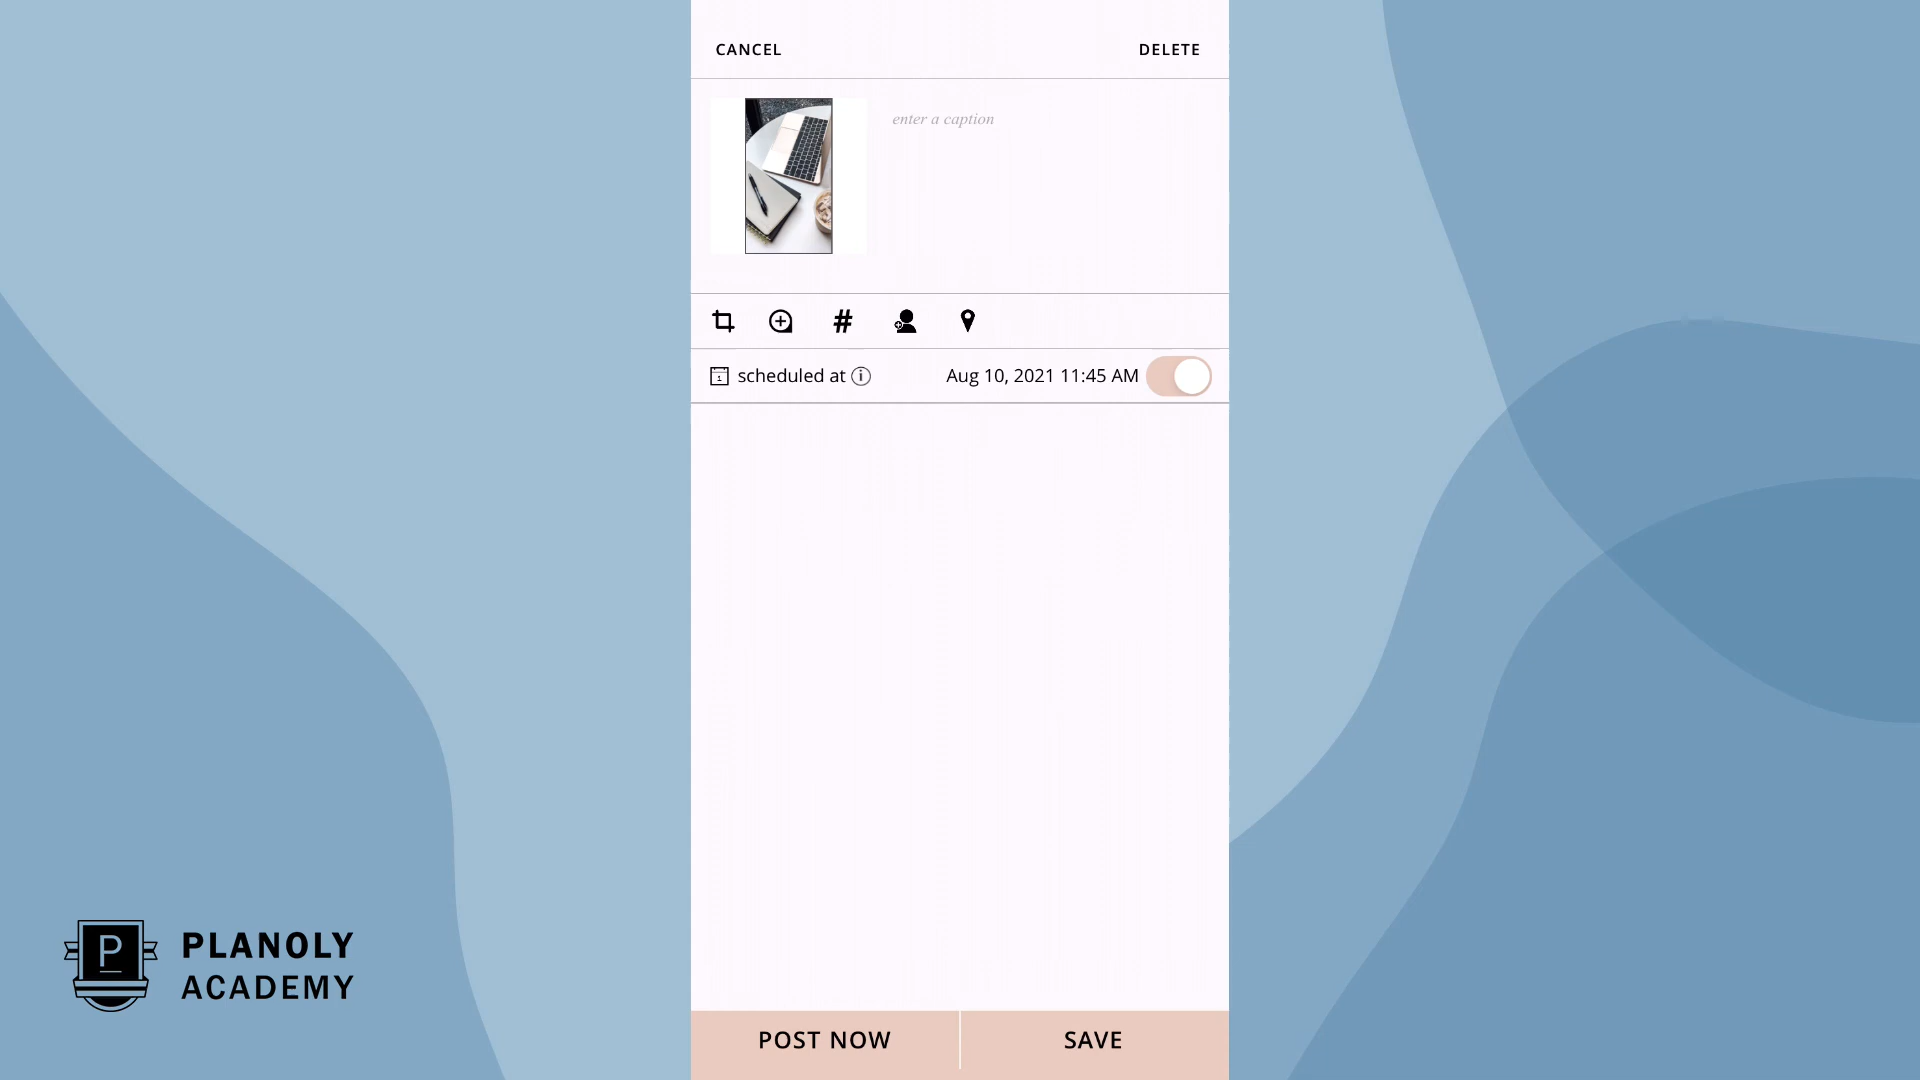 CANCEL
DELETE
enter a caption
#
scheduled at
Aug 10, 2021 11:45 AM
POST NOW
SAVE
P
PLANOLY
ACADEMY